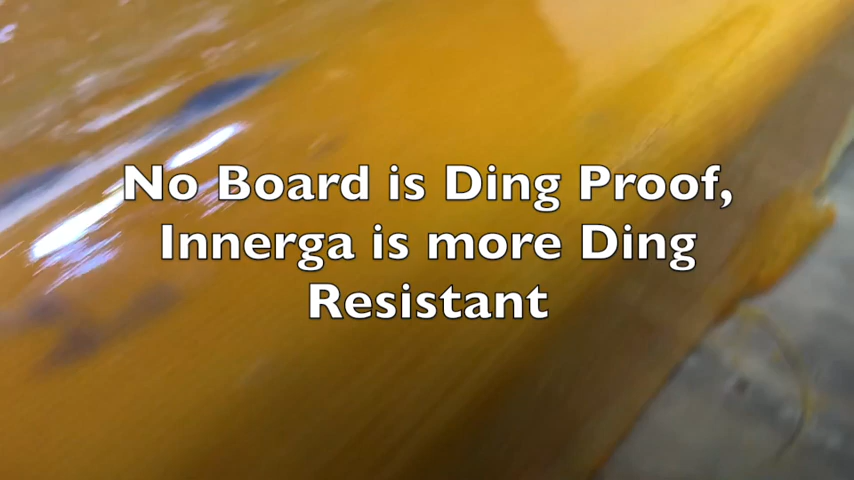 No Board is Ding Proof,
Innerga is more Ding
Resistant